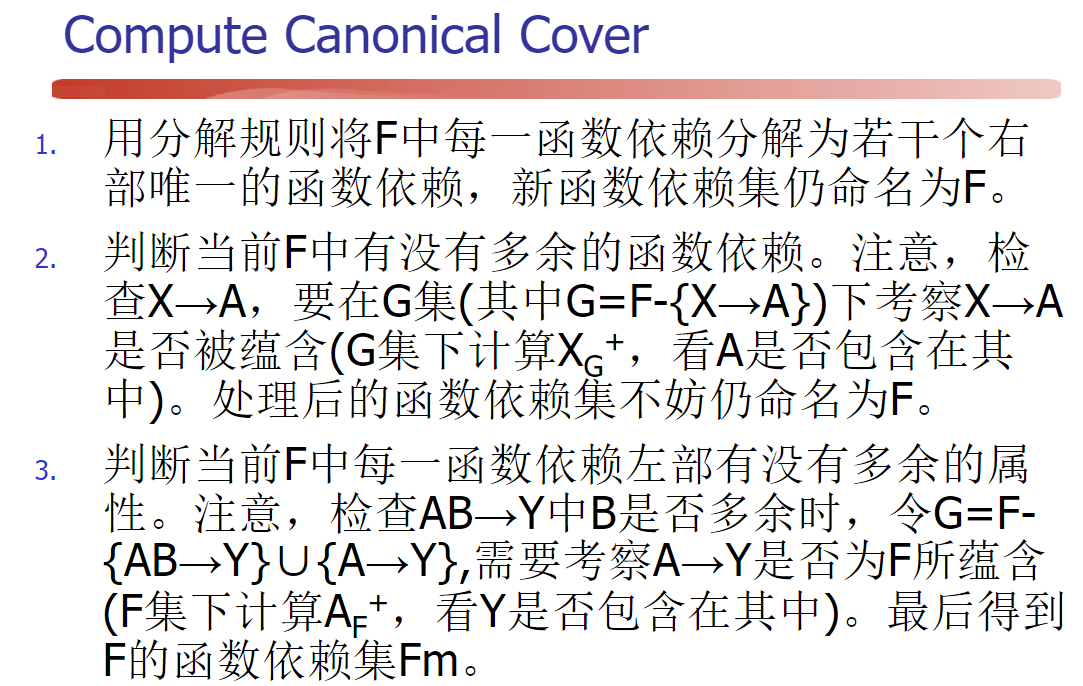 Compute Canonical Cover
1. 用分解规则将F中每一函数依赖分解为若干个右
部唯一的函数依赖，新函数依赖集仍命名为F。
2. 判断当前F中有没有多余的函数依赖。注意，检
查X→A，要在G集(其中G=F-{X→A})下考察X→A
是否被蕴含(G集下计算X_G⁺，看A是否包含在其
中)。处理后的函数依赖集不妨仍命名为F。
3. 判断当前F中每一函数依赖左部有没有多余的属
性。注意，检查AB→Y中B是否多余时，令G=F-
{AB→Y}∪{A→Y},需要考察A→Y是否为F所蕴含
(F集下计算A_F⁺，看Y是否包含在其中)。最后得到
F的函数依赖集Fm。